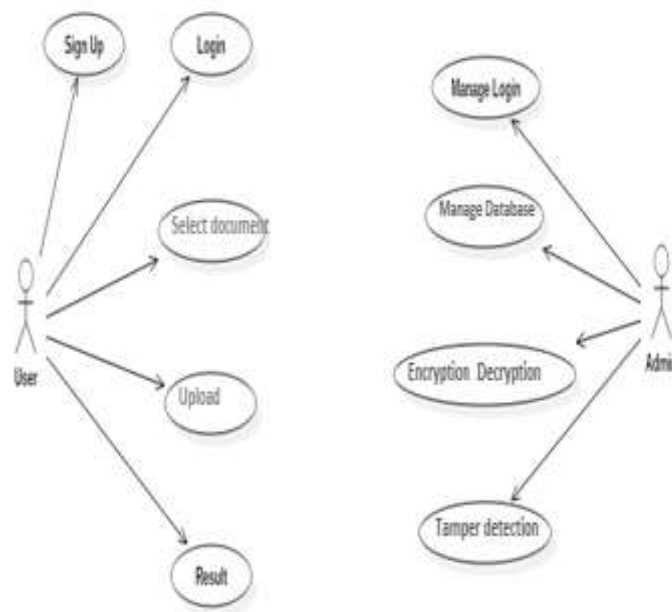 Sign Up
Login
Manage Login
Select document
Manage Database
User
Admi
Encryption Decryption
Upload
Tamper detection
Result